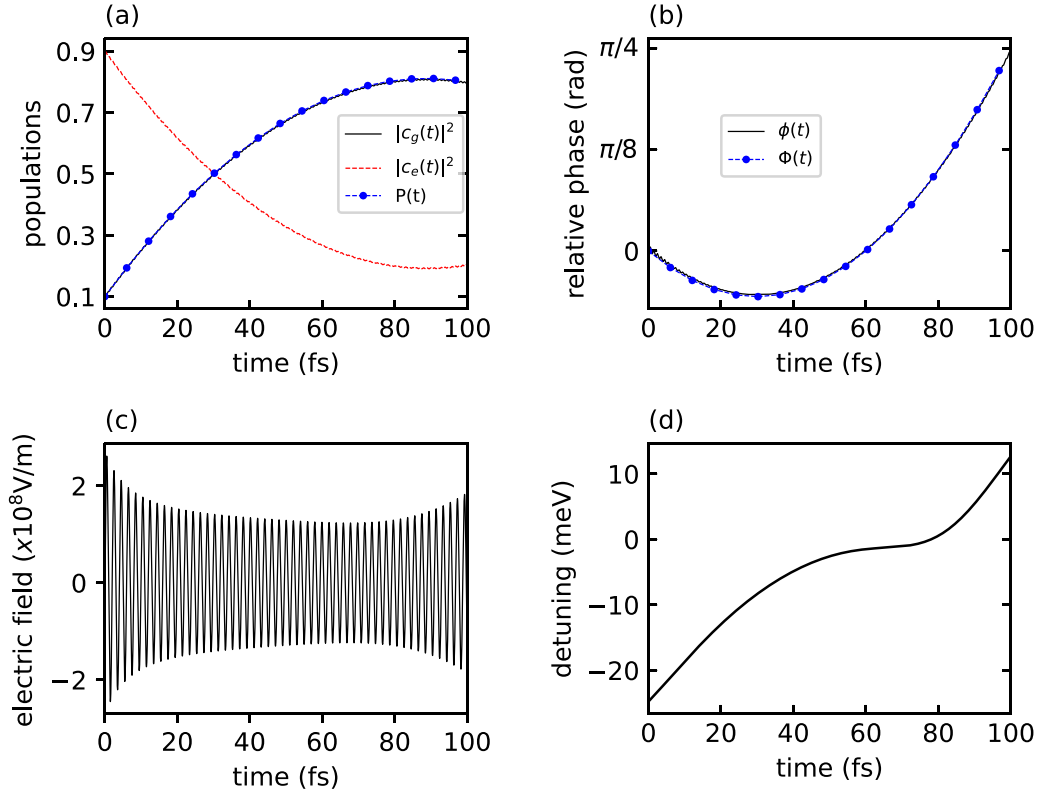 (a)
populations
0.9
0.7
0.5
0.3
0.1
|c_g(t)|²
|c_e(t)|²
P(t)
0 20 40 60 80 100
time (fs)
(b)
relative phase (rad)
π/4
π/8
0
ϕ(t)
Φ(t)
0 20 40 60 80 100
time (fs)
(c)
electric field (x10⁸V/m)
2
0
−2
0 20 40 60 80 100
time (fs)
(d)
detuning (meV)
10
0
−10
−20
0 20 40 60 80 100
time (fs)